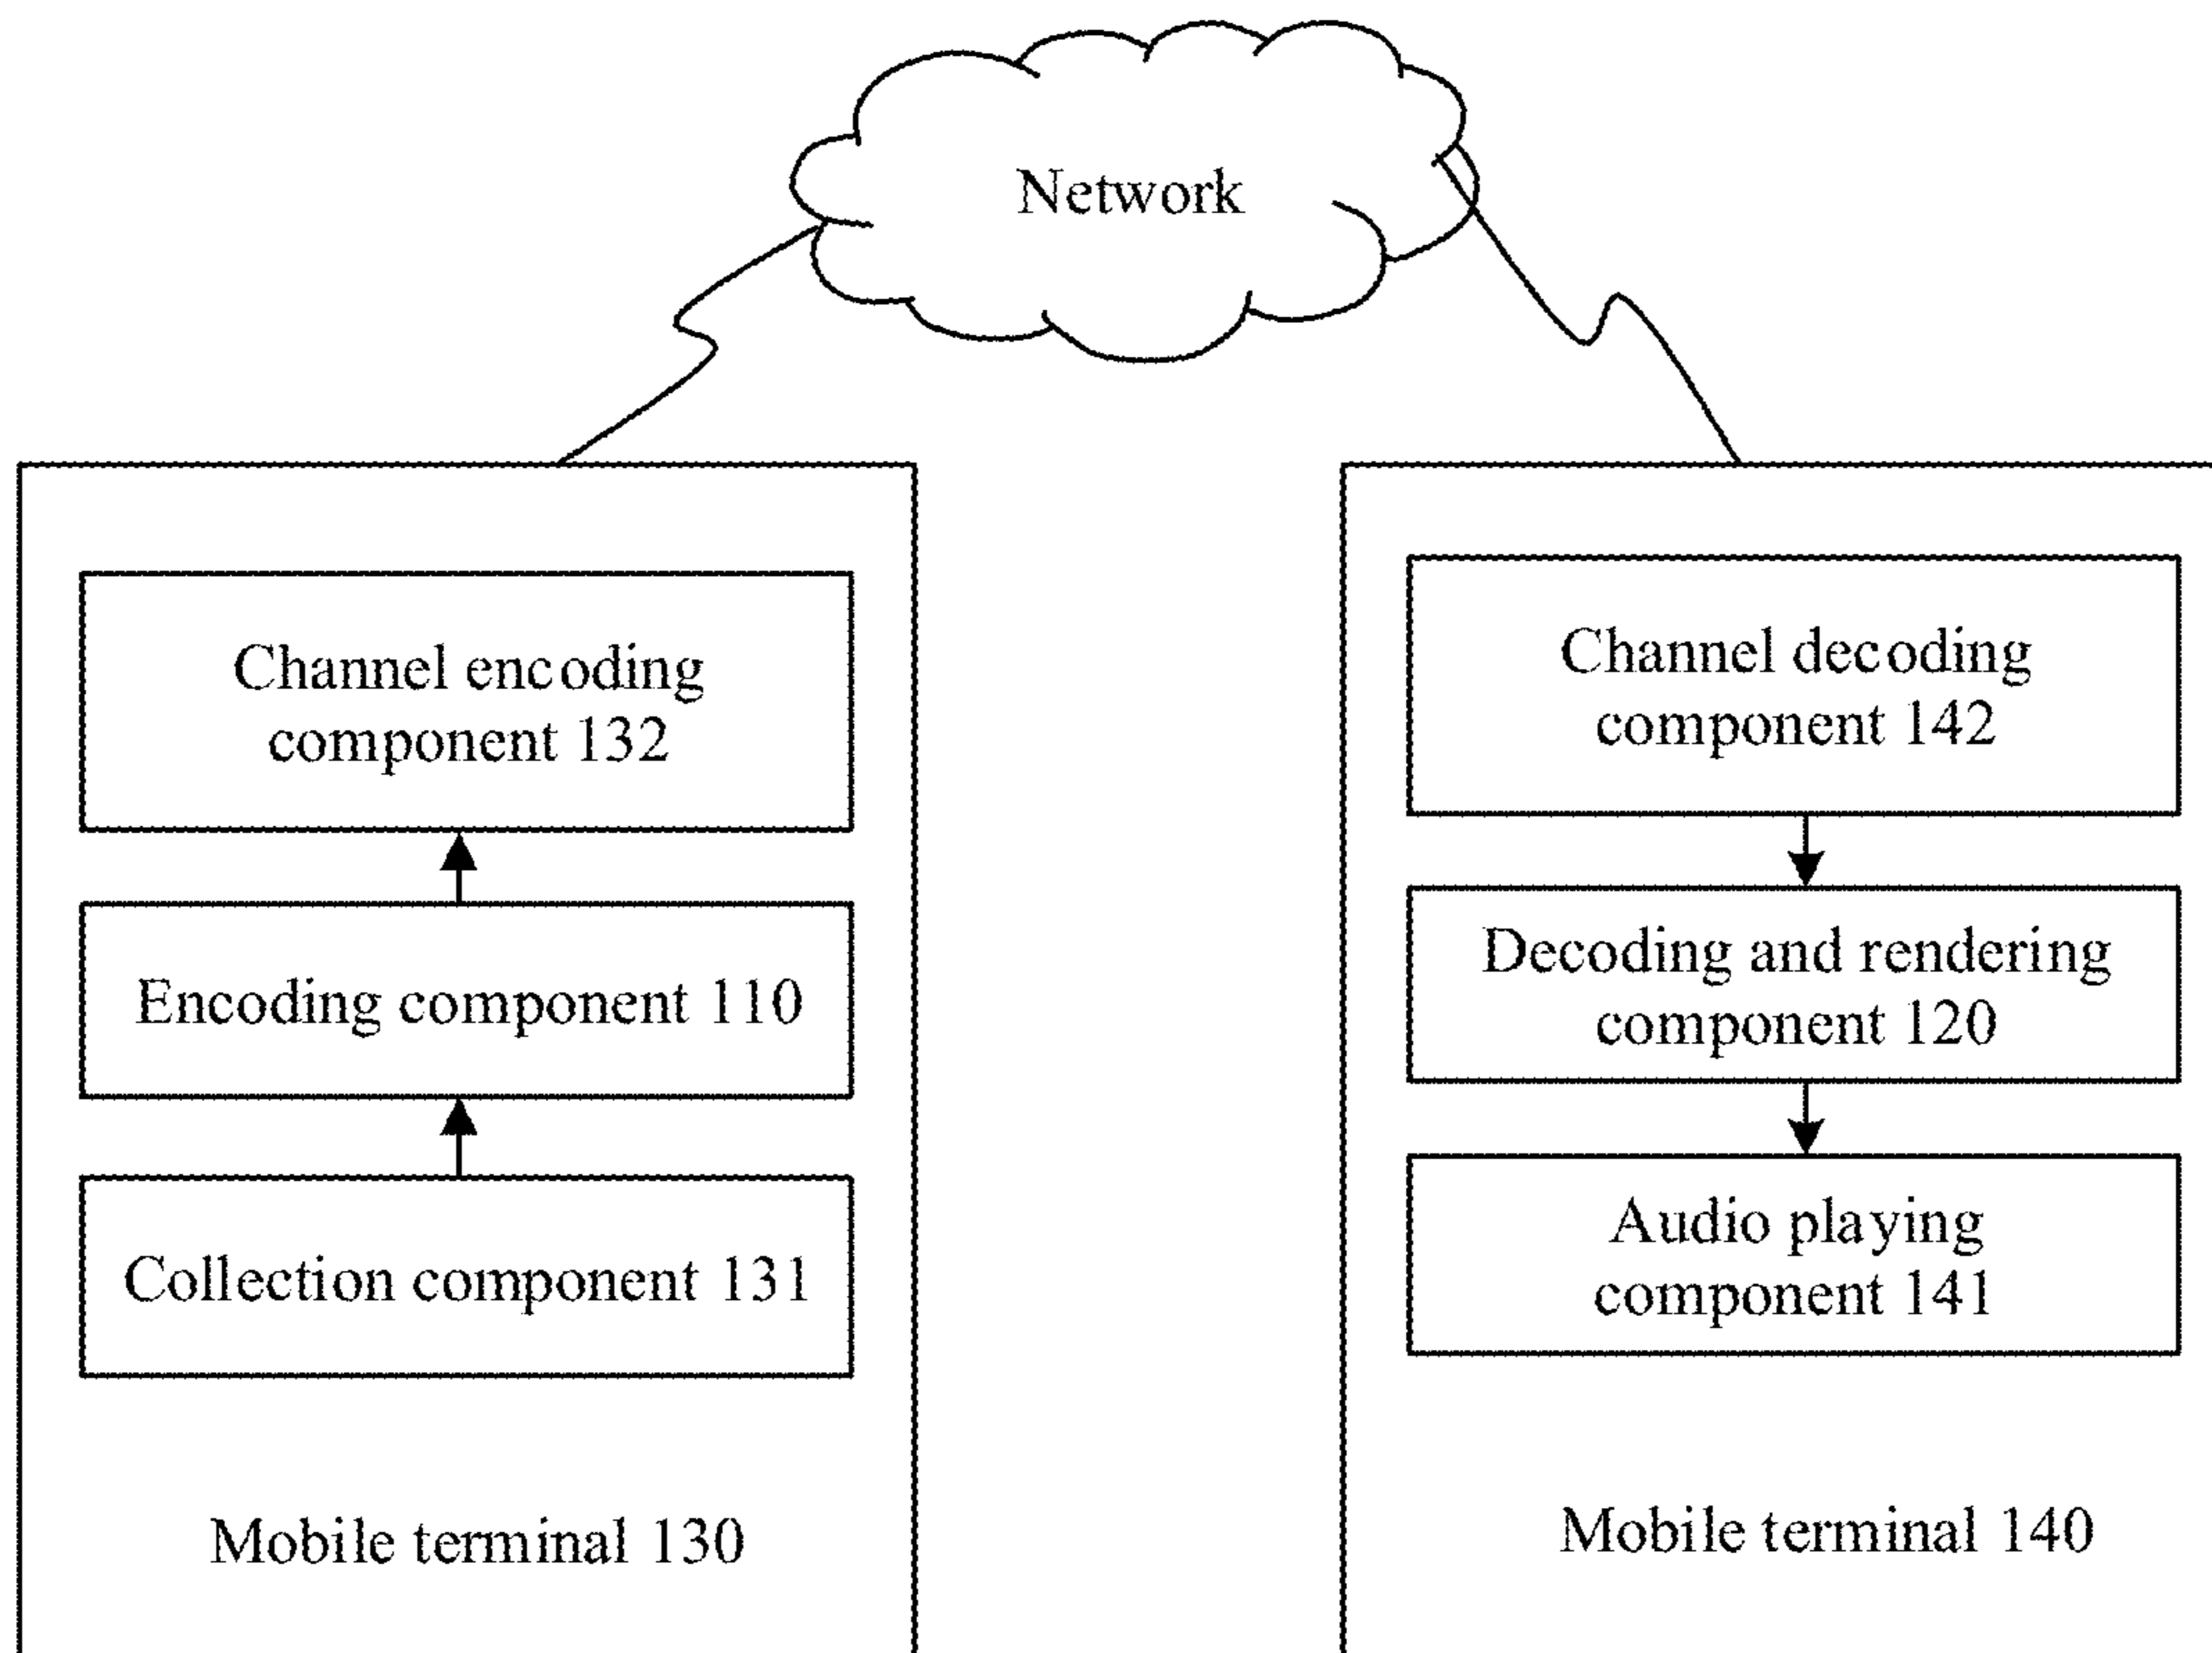 Network
Channel encoding
component 132
Encoding component 110
Collection component 131
Mobile terminal 130
Channel decoding
component 142
Decoding and rendering
component 120
Audio playing
component 141
Mobile terminal 140